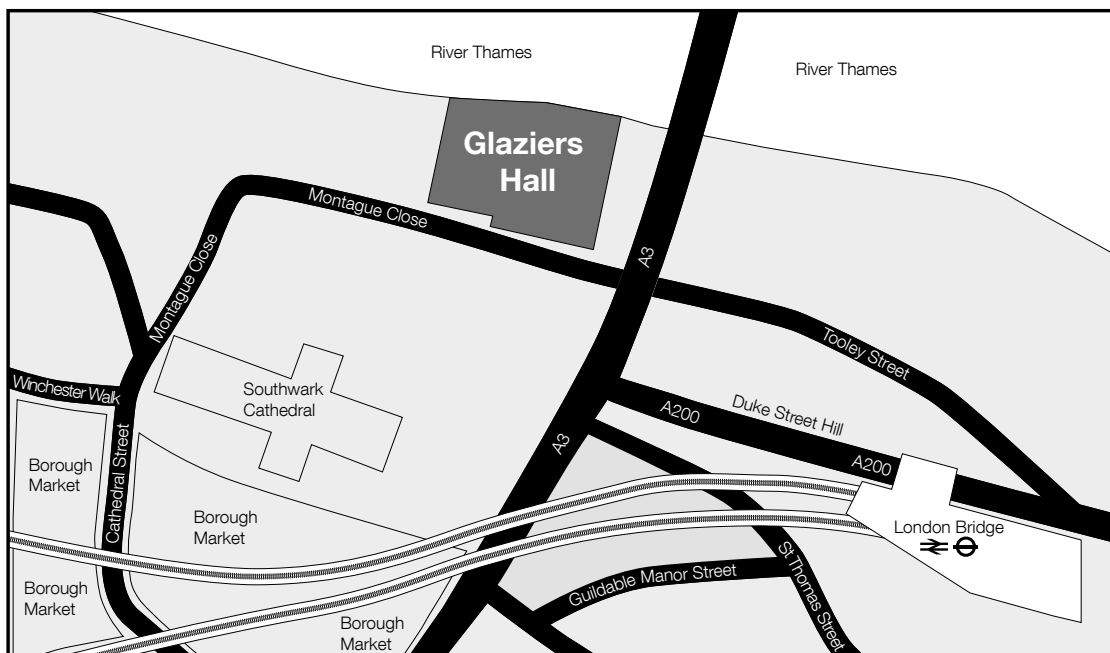 River Thames
River Thames
Glaziers
Hall
Montague Close
A3
Montague Close
Tooley Street
Winchester Walk
Southwark
Cathedral
A200
Duke Street Hill
A3
A200
Cathedral Street
Borough
Market
Borough
Market
London Bridge
St Thomas Street
Guildable Manor Street
Borough
Market
Borough
Market